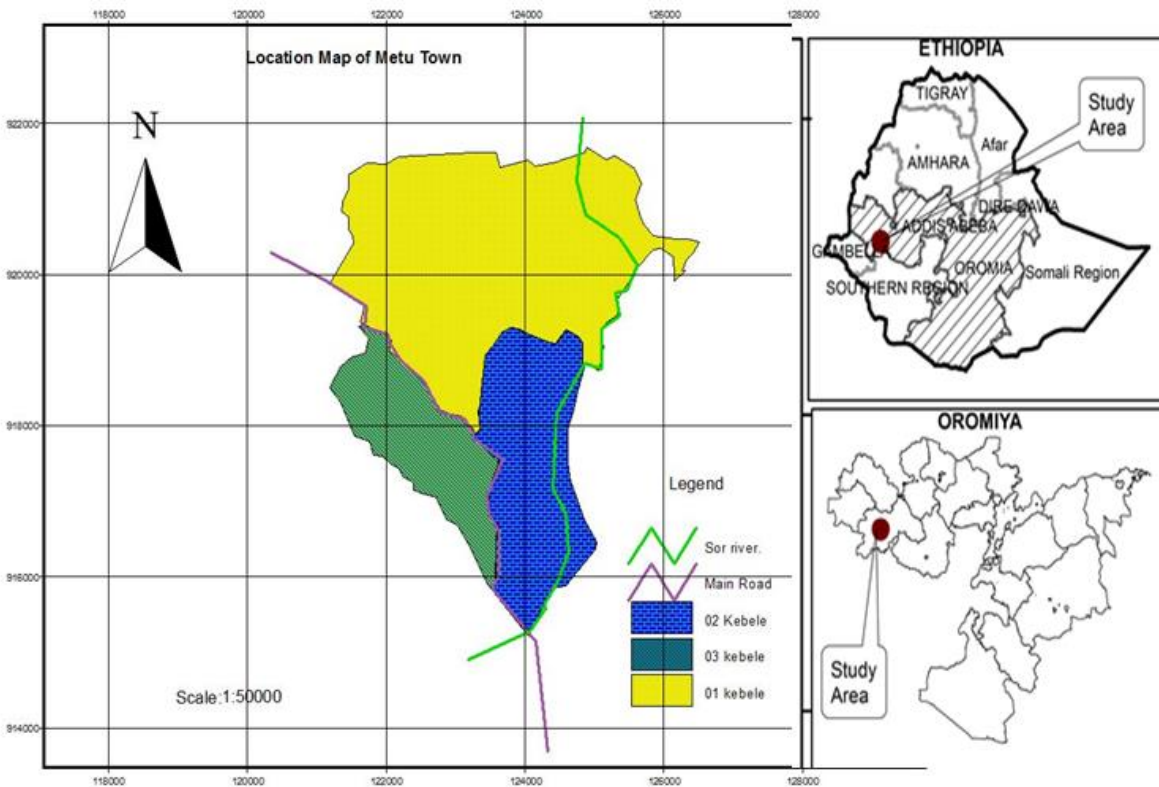 118000 120000 122000 124000 126000 128000
Location Map of Metu Town
N
922000
920000
918000
916000
914000
Legend
Sor river.
Main Road
02 Kebele
03 kebele
01 kebele
Scale:1:50000
118000 120000 122000 124000 126000 128000
ETHIOPIA
TIGRAY
Study
Area
Afar
AMHARA
DIRE DAWA
ADDIS ABEBA
OROMIA
Somali Region
SOUTHERN REGION
OROMIYA
Study
Area